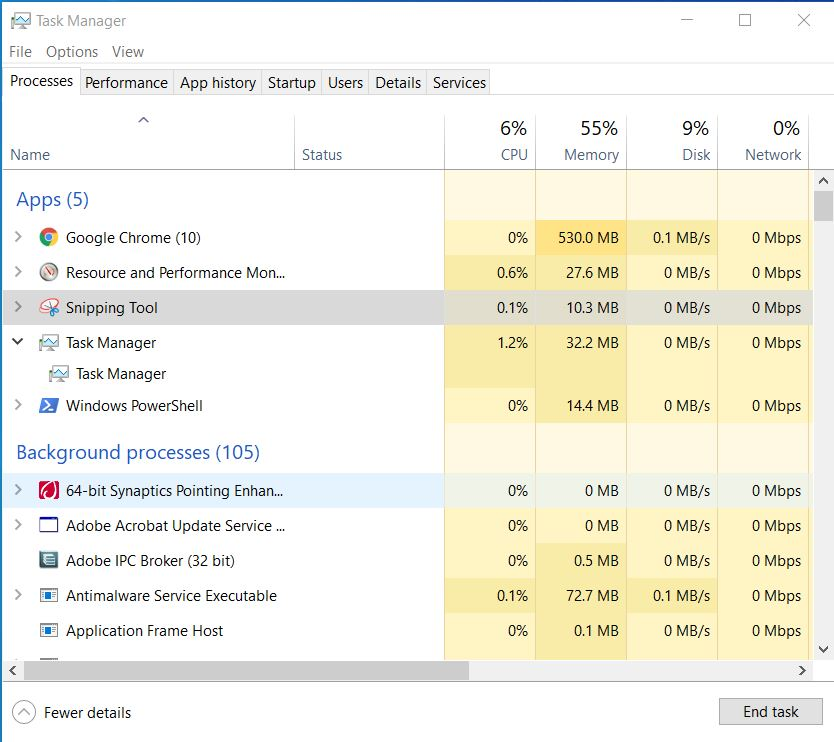 Task Manager
File Options View
Processes Performance App history Startup Users Details Services
6% 55% 9% 0%
Name Status CPU Memory Disk Network
Apps (5)
Google Chrome (10) 0% 530.0 MB 0.1 MB/s 0 Mbps
Resource and Performance Mon... 0.6% 27.6 MB 0 MB/s 0 Mbps
Snipping Tool 0.1% 10.3 MB 0 MB/s 0 Mbps
Task Manager 1.2% 32.2 MB 0 MB/s 0 Mbps
Task Manager
Windows PowerShell 0% 14.4 MB 0 MB/s 0 Mbps
Background processes (105)
64-bit Synaptics Pointing Enhan... 0% 0 MB 0 MB/s 0 Mbps
Adobe Acrobat Update Service ... 0% 0 MB 0 MB/s 0 Mbps
Adobe IPC Broker (32 bit) 0% 0.5 MB 0 MB/s 0 Mbps
Antimalware Service Executable 0.1% 72.7 MB 0.1 MB/s 0 Mbps
Application Frame Host 0% 0.1 MB 0 MB/s 0 Mbps
Fewer details End task